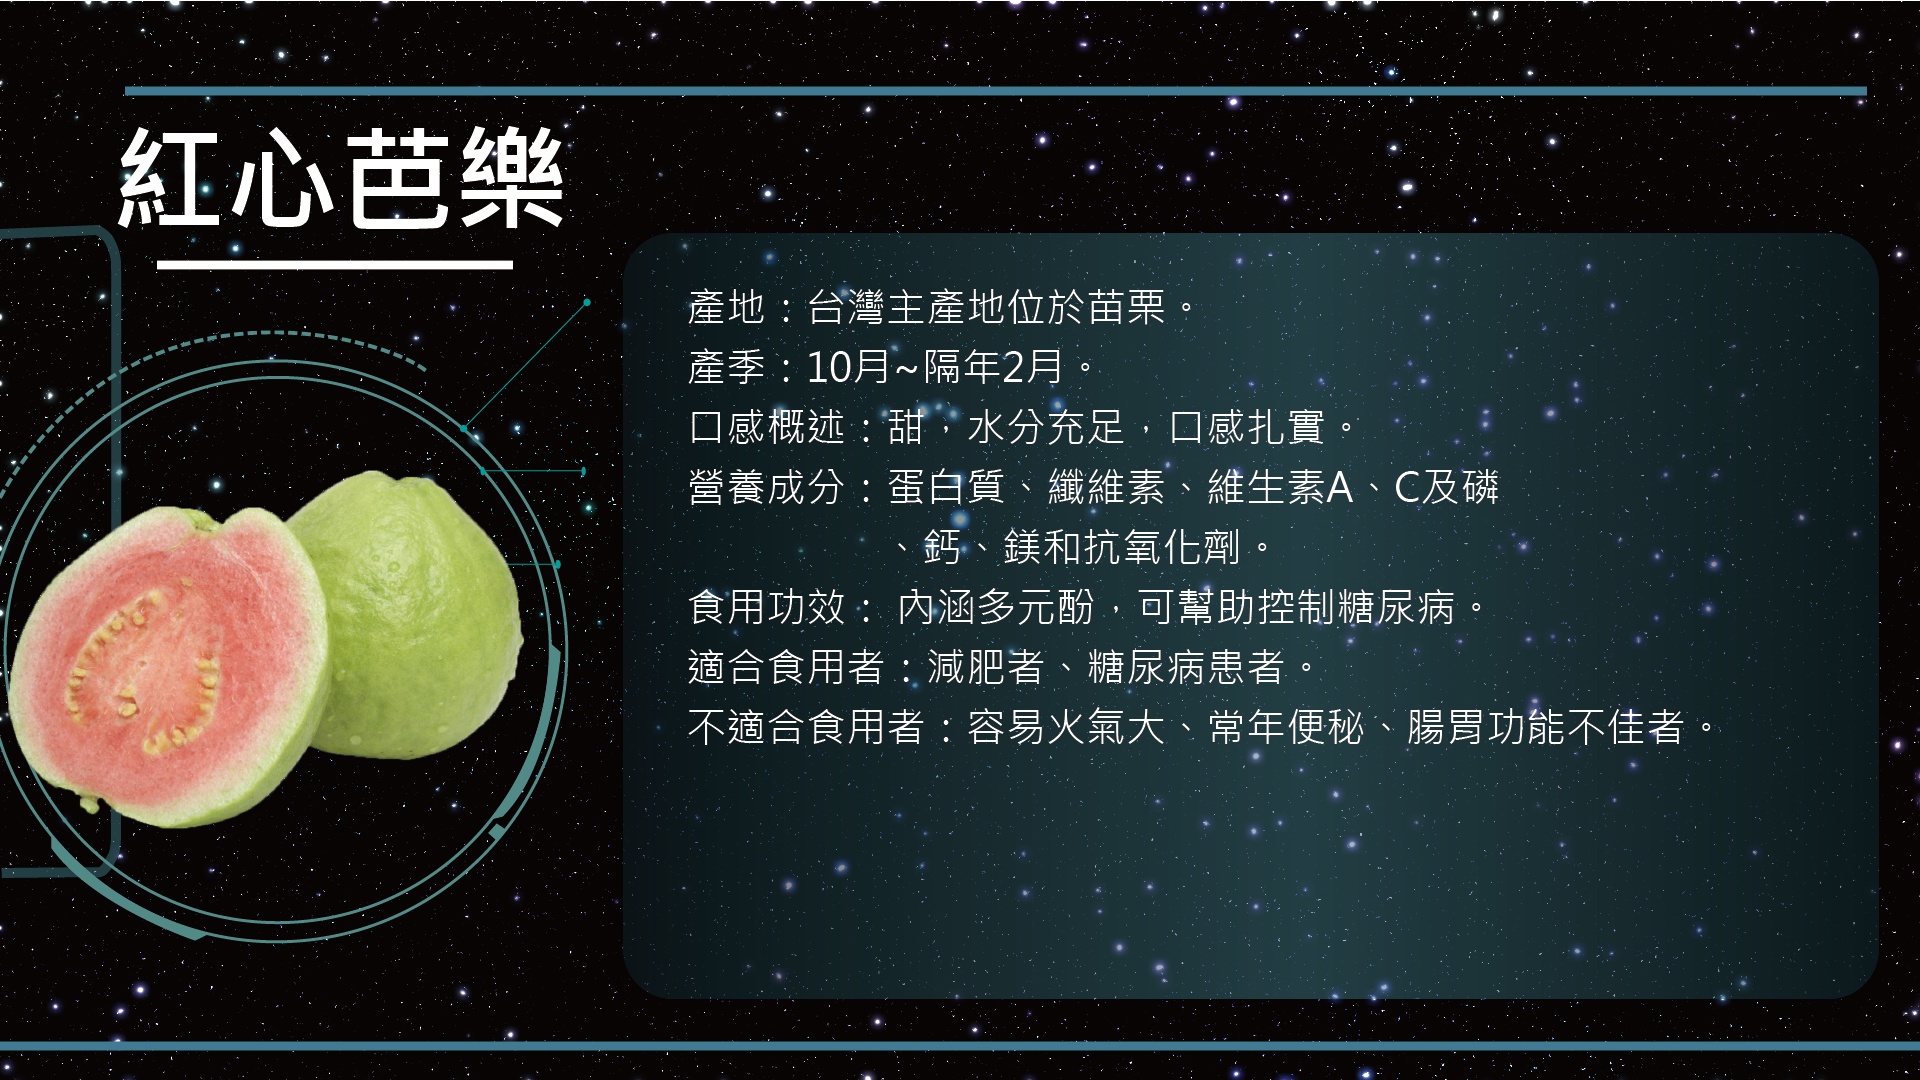 紅心芭樂
產地：台灣主產地位於苗栗。
產季：10月~隔年2月。
口感概述：甜，水分充足，口感扎實。
營養成分：蛋白質、纖維素、維生素A、C及磷
、鈣、鎂和抗氧化劑。
食用功效： 內涵多元酚，可幫助控制糖尿病。
適合食用者：減肥者、糖尿病患者。
不適合食用者：容易火氣大、常年便秘、腸胃功能不佳者。